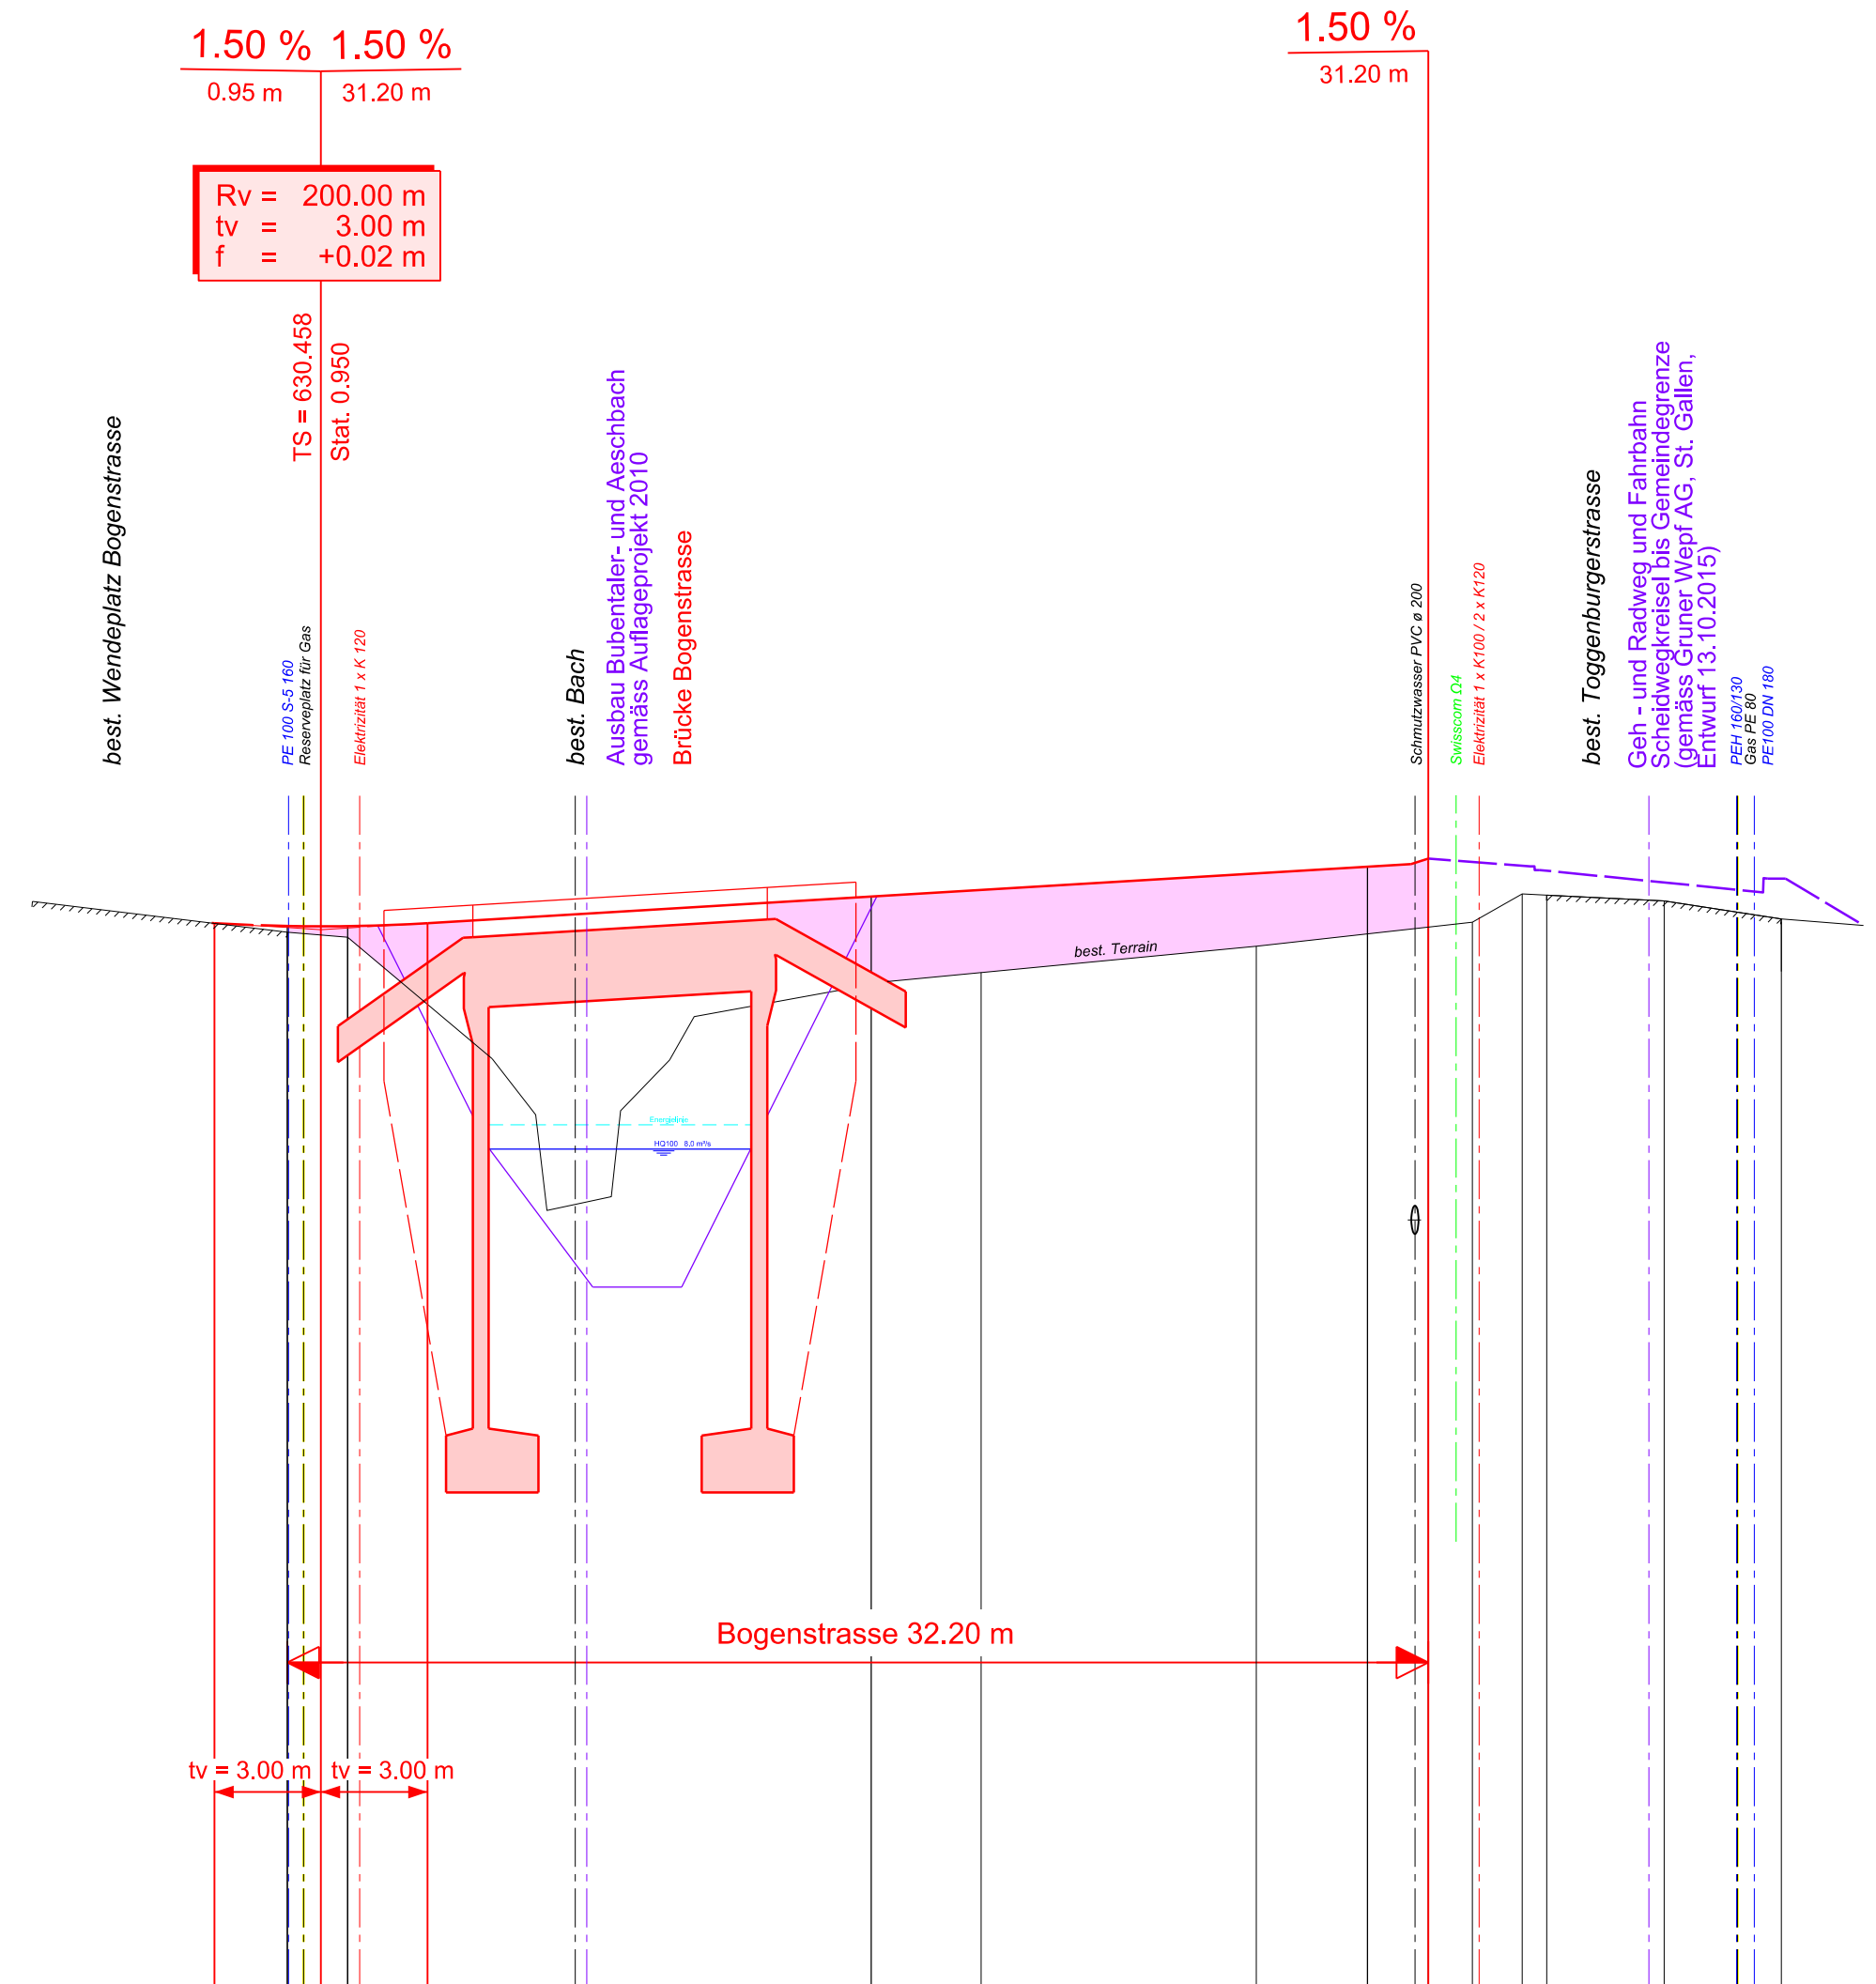 1.50 % 1.50 %
0.95 m 31.20 m
1.50 %
31.20 m
Rv = 200.00 m
tv = 3.00 m
f = +0.02 m
TS = 630.458
Stat. 0.950
best. Wendeplatz Bogenstrasse
PE 100 S-5 160
Reserveplatz für Gas
Elektrizität 1 x K 120
best. Bach
Ausbau Bubentaler- und Aeschbach
gemäss Auflageprojekt 2010
Brücke Bogenstrasse
Schmutzwasser PVC ø 200
Swisscom Ω4
Elektrizität 1 x K100 / 2 x K120
best. Toggenburgerstrasse
Geh - und Radweg und Fahrbahn
Scheidwegkreisel bis Gemeindegrenze
(gemäss Gruner Wepf AG, St. Gallen,
Entwurf 13.10.2015)
PEH 160/130
Gas PE 80
PE100 DN 180
best. Terrain
Energielinie
HQ100 8,0 m³/s
Bogenstrasse 32.20 m
tv = 3.00 m tv = 3.00 m